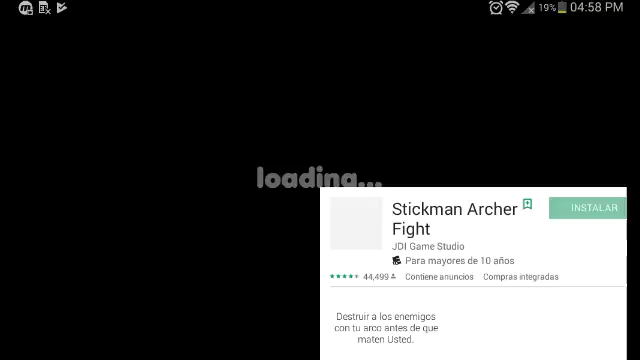 19% 04:58 PM
loading...
Stickman Archer
Fight
INSTALAR
JDI Game Studio
Para mayores de 10 años
44,499 Contiene anuncios Compras integradas
Destruir a los enemigos
con tu arco antes de que
maten Usted.